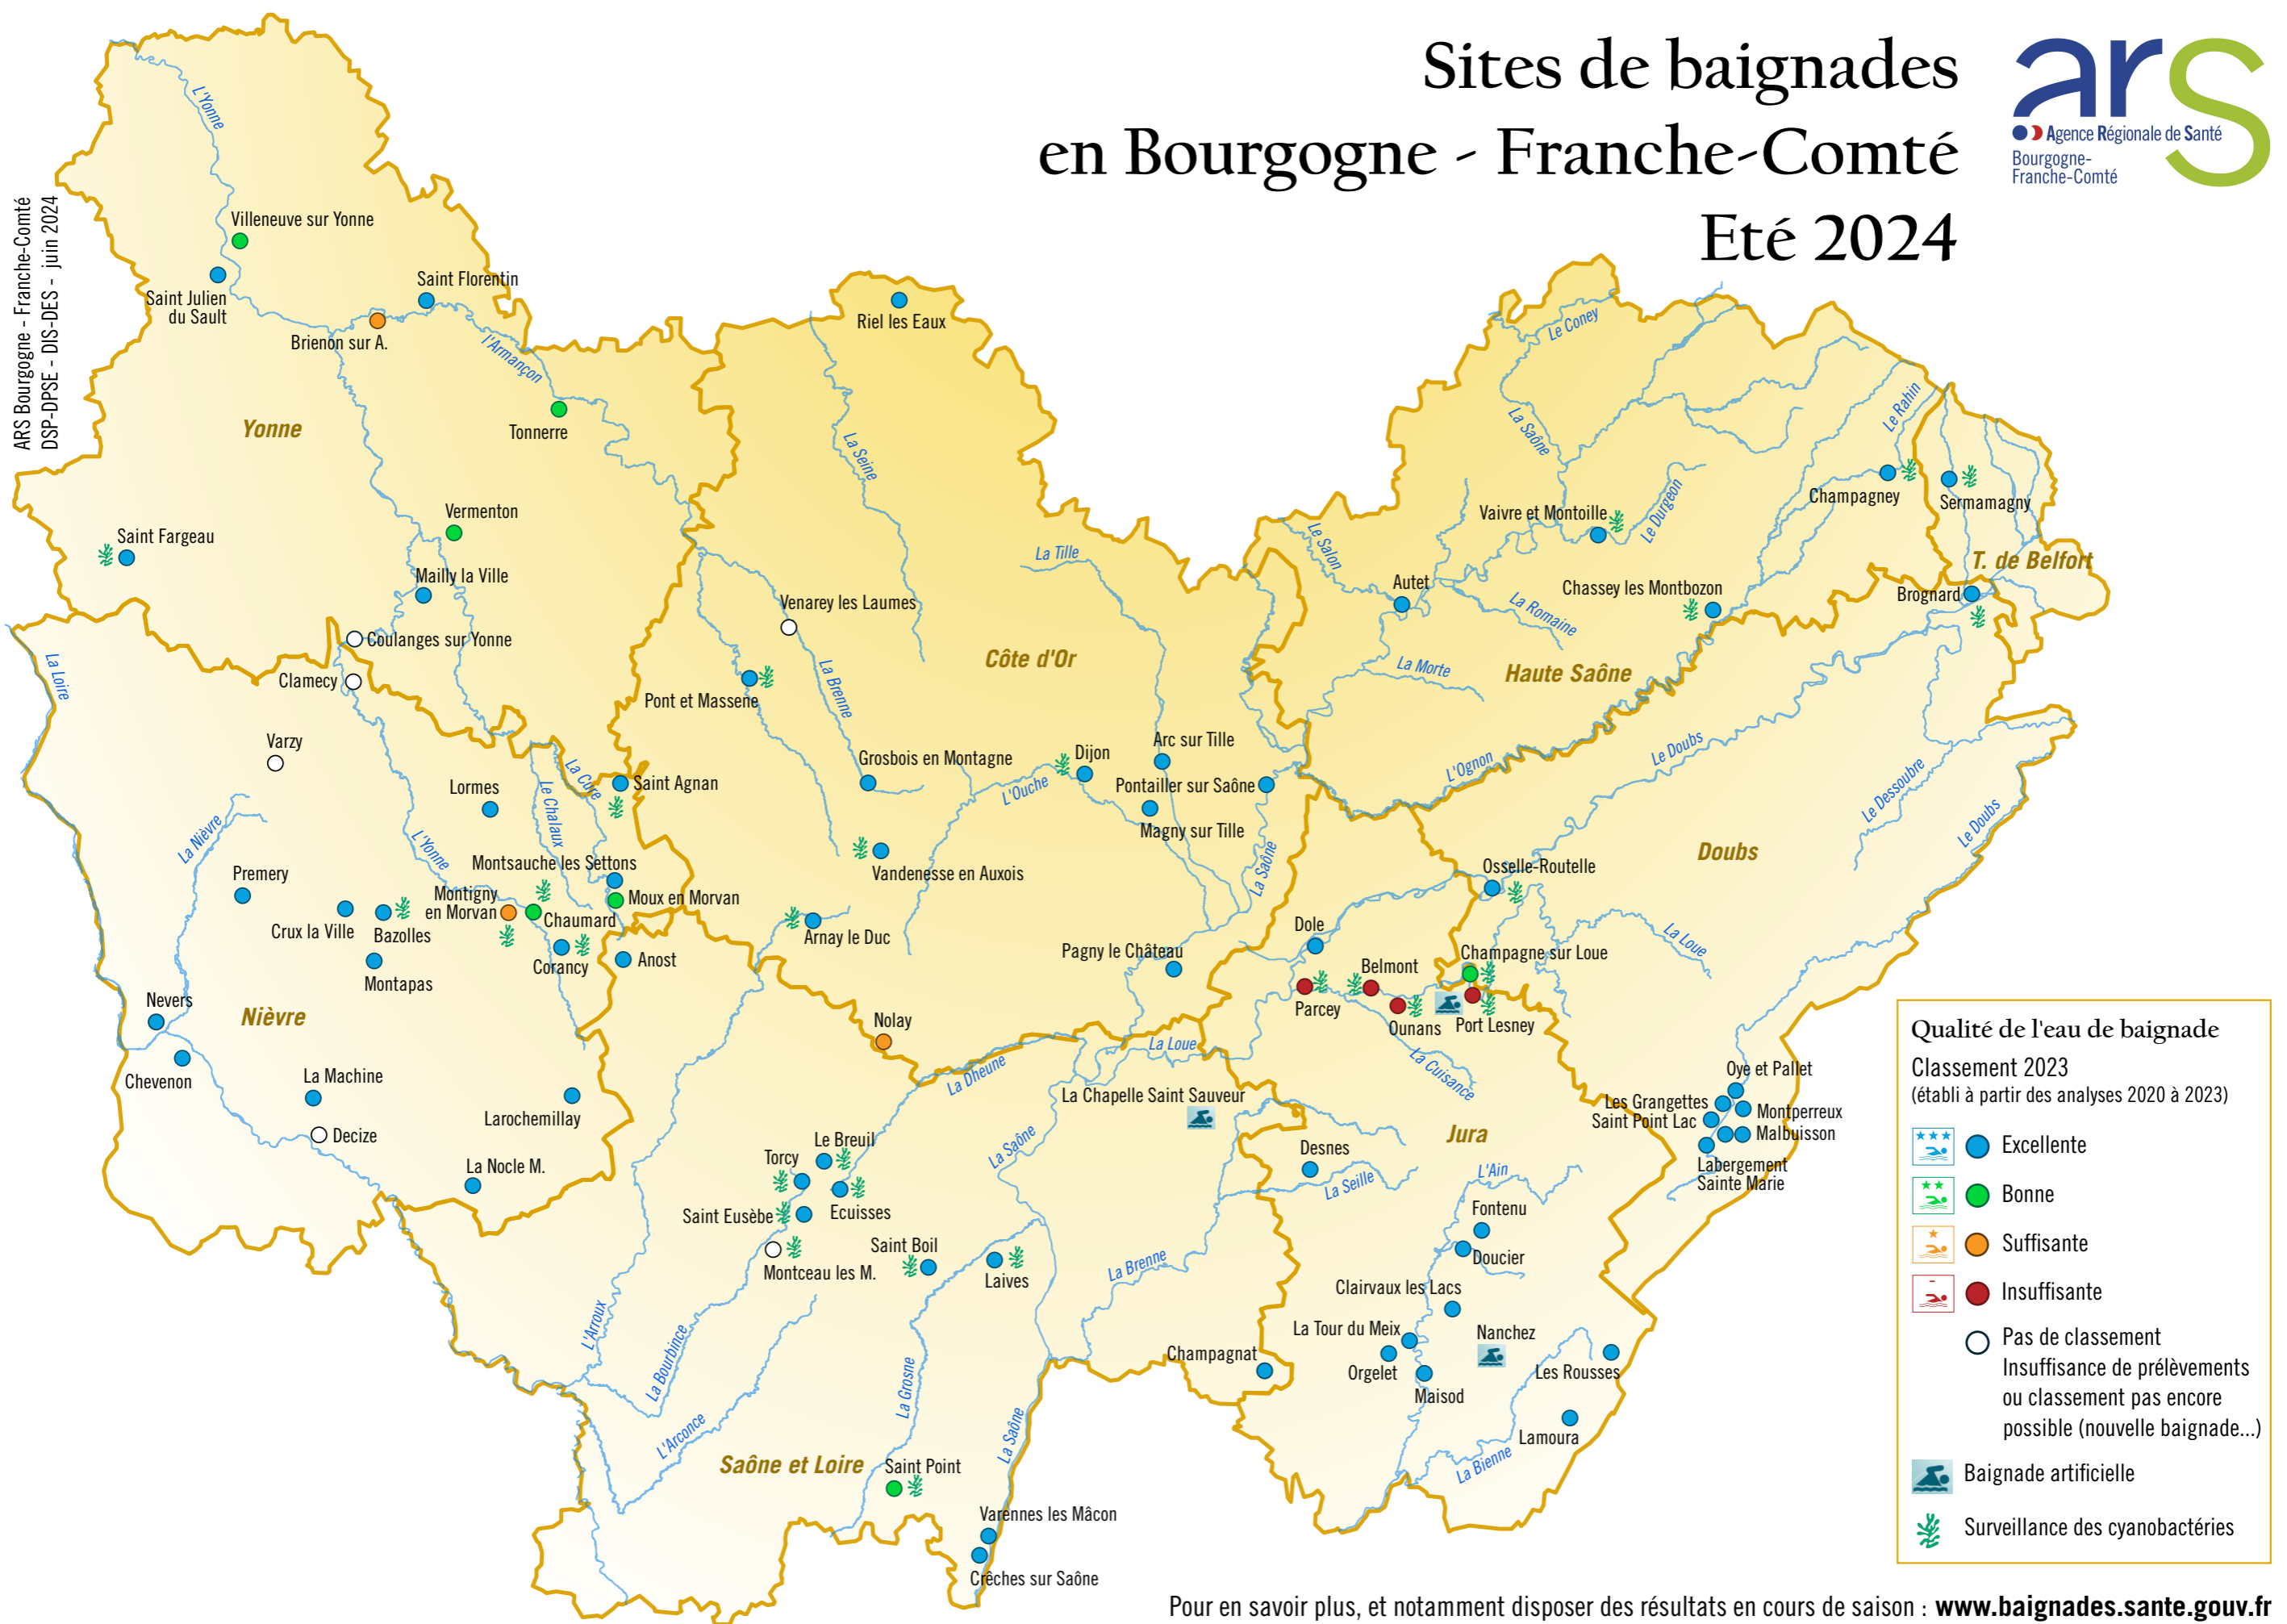 Sites de baignades
en Bourgogne - Franche-Comté
Eté 2024
ars
Agence Régionale de Santé
Bourgogne-
Franche-Comté
ARS Bourgogne - Franche-Comté
DSP-DPSE - DIS-DES - juin 2024
L'Yonne
Villeneuve sur Yonne
Saint Julien
du Sault
Saint Florentin
Brienon sur A.
l'Armançon
Tonnerre
Yonne
Vermenton
Saint Fargeau
Mailly la Ville
Coulanges sur Yonne
Riel les Eaux
La Seine
La Tille
Venarey les Laumes
Côte d'Or
Pont et Massene
La Brenne
Grosbois en Montagne
Dijon
L'Ouche
Arc sur Tille
Pontailler sur Saône
Magny sur Tille
La Saône
Vandenesse en Auxois
Arnay le Duc
Pagny le Château
Nolay
Le Coney
La Saône
Le Rahin
Le Durgeon
Vaivre et Montoille
Champagney
Sermamagny
T. de Belfort
Le Salon
Autet
Chassey les Montbozon
La Romaine
Brognard
La Morte
Haute Saône
L'Ognon
Le Doubs
Le Dessoubre
Le Doubs
Doubs
Osselle-Routelle
La Loue
La Loire
Clamecy
Varzy
Lormes
La Cure
Le Chalaux
Saint Agnan
La Nièvre
L'Yonne
Premery
Montsauche les Settons
Montigny
en Morvan
Moux en Morvan
Chaumard
Crux la Ville
Bazolles
Corancy
Anost
Montapas
Nevers
Nièvre
Chevenon
La Machine
Larochemillay
Decize
La Nocle M.
Dole
Champagne sur Loue
Belmont
Parcey
Ounans
Port Lesney
La Loue
La Cuisance
La Dheune
La Chapelle Saint Sauveur
Jura
Desnes
La Seille
L'Ain
Oye et Pallet
Les Grangettes
Montperreux
Saint Point Lac
Malbuisson
Labergement
Sainte Marie
Le Breuil
Torcy
La Saône
Saint Eusèbe
Ecuisses
Saint Boil
Montceau les M.
Laives
La Brenne
Fontenu
Doucier
Clairvaux les Lacs
La Tour du Meix
Nanchez
Champagnat
Orgelet
Maisod
Les Rousses
Lamoura
La Bienne
L'Arroux
La Bourbince
L'Arconce
La Grosne
La Saône
Saône et Loire
Saint Point
Varennes les Mâcon
Crêches sur Saône
Qualité de l'eau de baignade
Classement 2023
(établi à partir des analyses 2020 à 2023)
Excellente
Bonne
Suffisante
Insuffisante
Pas de classement
Insuffisance de prélèvements
ou classement pas encore
possible (nouvelle baignade...)
Baignade artificielle
Surveillance des cyanobactéries
Pour en savoir plus, et notamment disposer des résultats en cours de saison : www.baignades.sante.gouv.fr